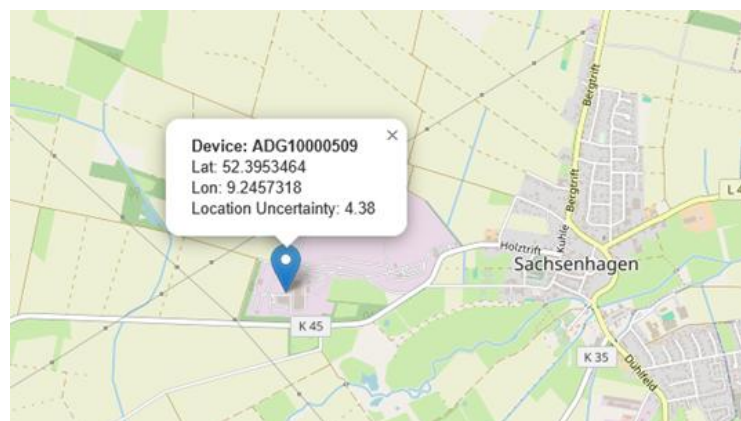 Device: ADG10000509
×
Lat: 52.3953464
Lon: 9.2457318
Location Uncertainty: 4.38
Bergtrift
Bergtrift
L 4
Holztrift
Kuhle
Sachsenhagen
K 45
K 35
Dühlfeld